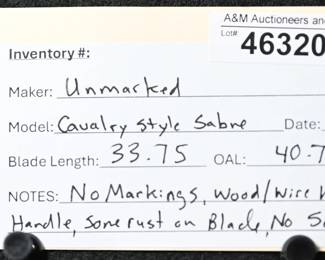 A&M Auctioneers and
Lot# 46320
Inventory #:
Maker: Unmarked
Model: Cavalry Style Sabre Date:
Blade Length: 33.75 OAL: 40.7
NOTES: No Markings, Wood/Wire
Handle, Some rust on Blade, No